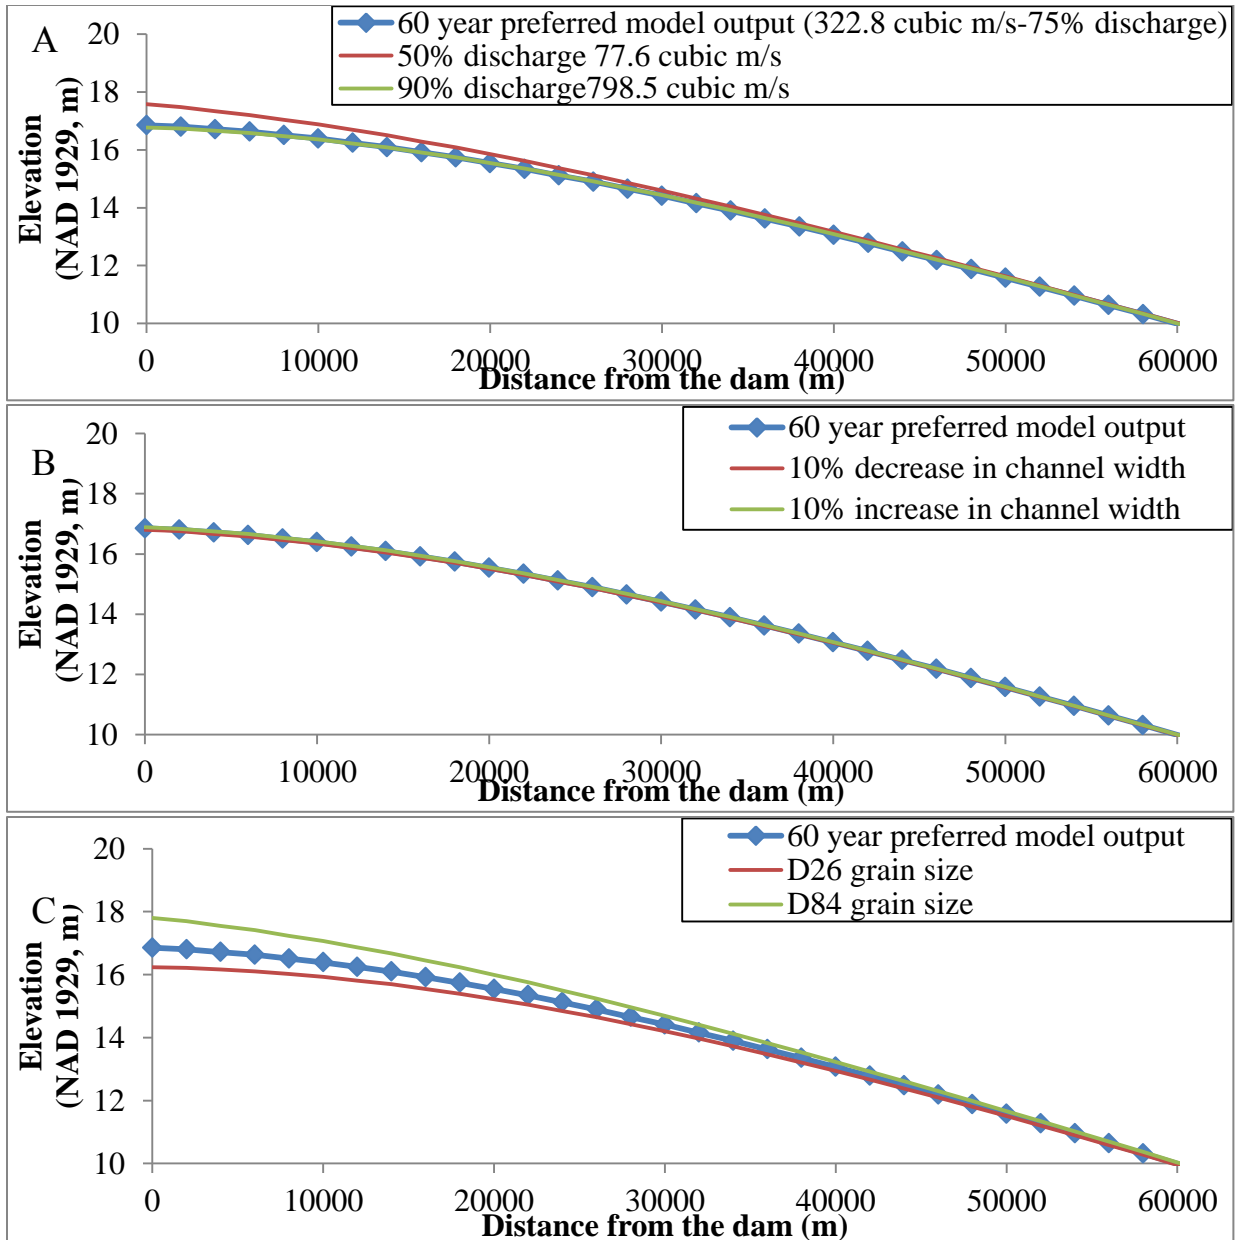 A
60 year preferred model output (322.8 cubic m/s-75% discharge)
50% discharge 77.6 cubic m/s
90% discharge798.5 cubic m/s
Elevation
(NAD 1929, m)
20
18
16
14
12
10
0 10000 20000 30000 40000 50000 60000
Distance from the dam (m)
B
60 year preferred model output
10% decrease in channel width
10% increase in channel width
Elevation
(NAD 1929, m)
20
18
16
14
12
10
0 10000 20000 30000 40000 50000 60000
Distance from the dam (m)
C
60 year preferred model output
D26 grain size
D84 grain size
Elevation
(NAD 1929, m)
20
18
16
14
12
10
0 10000 20000 30000 40000 50000 60000
Distance from the dam (m)